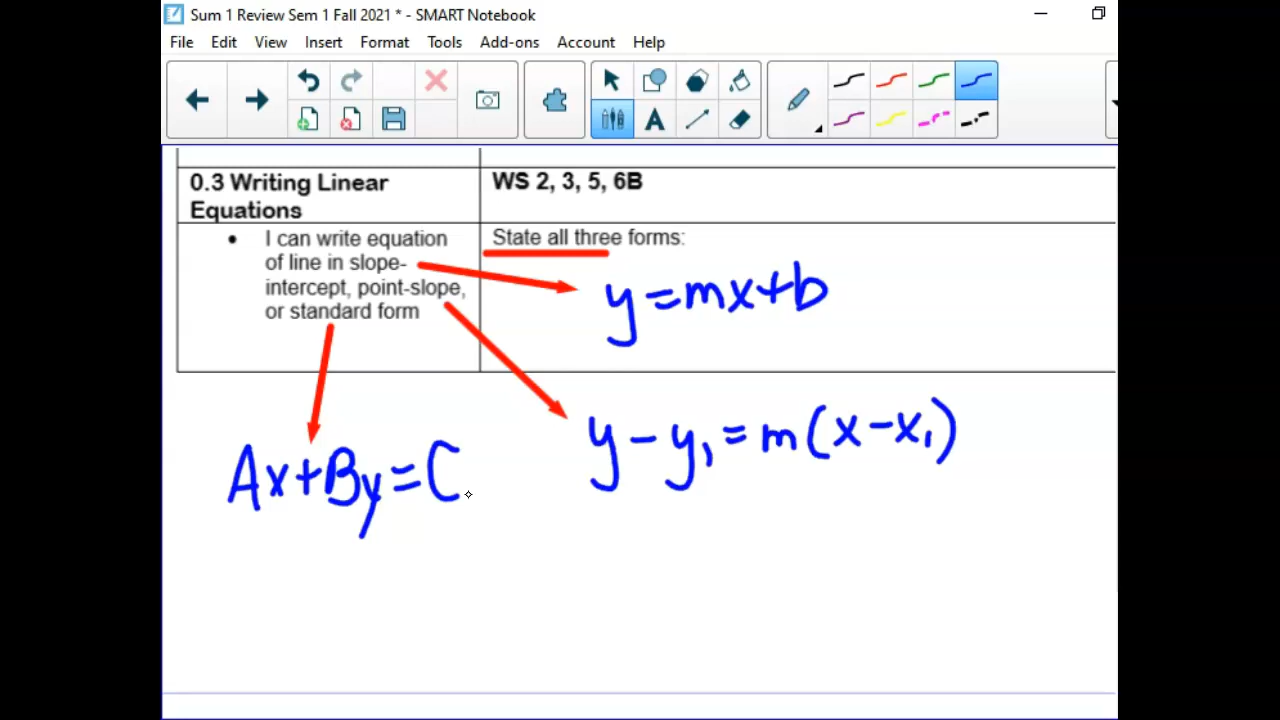 Sum 1 Review Sem 1 Fall 2021 * - SMART Notebook
File Edit View Insert Format Tools Add-ons Account Help
0.3 Writing Linear
Equations
WS 2, 3, 5, 6B
• I can write equation
of line in slope-
intercept, point-slope,
or standard form
State all three forms:
y=mx+b
y-y₁=m(x-x₁)
Ax+By=C